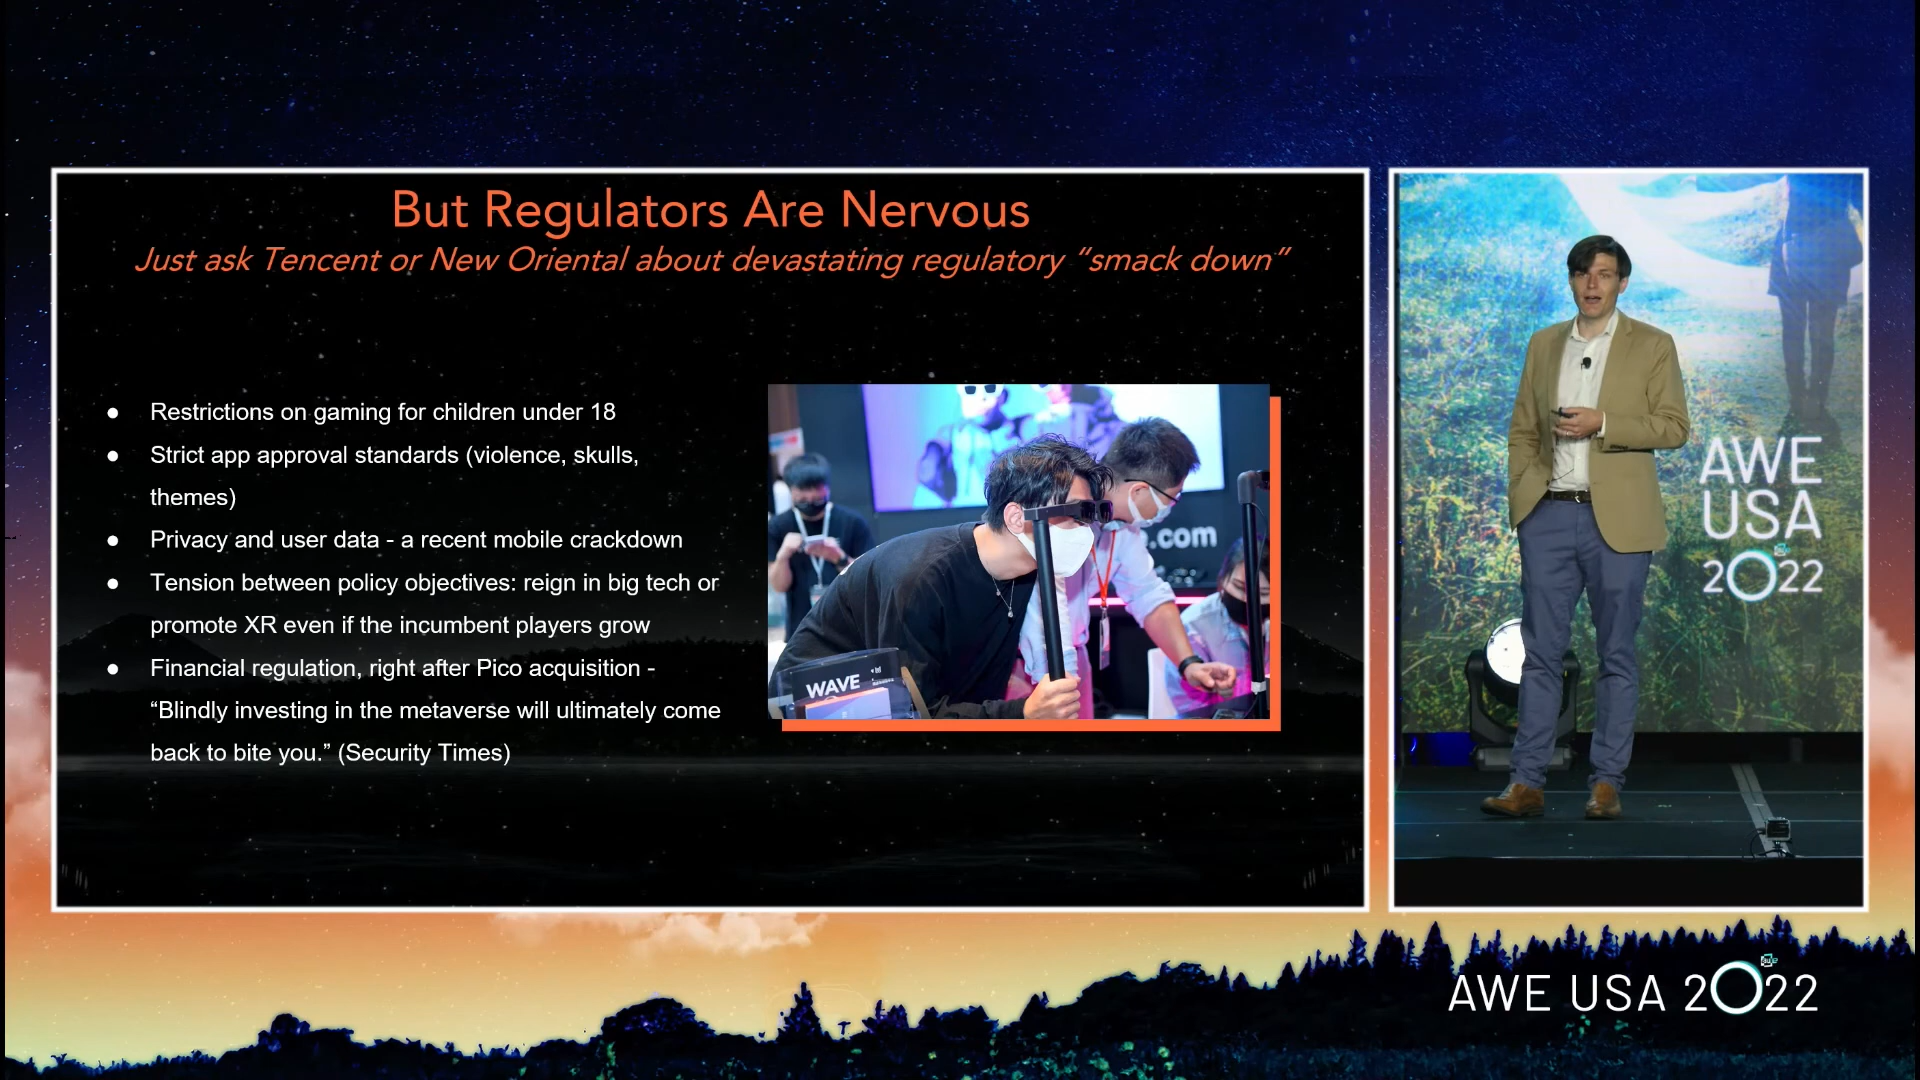 But Regulators Are Nervous
Just ask Tencent or New Oriental about devastating regulatory “smack down”
● Restrictions on gaming for children under 18
● Strict app approval standards (violence, skulls,
themes)
● Privacy and user data - a recent mobile crackdown
● Tension between policy objectives: reign in big tech or
promote XR even if the incumbent players grow
● Financial regulation, right after Pico acquisition -
“Blindly investing in the metaverse will ultimately come
back to bite you.” (Security Times)
.com
WAVE
AWE
USA
2022
AWE USA 2022